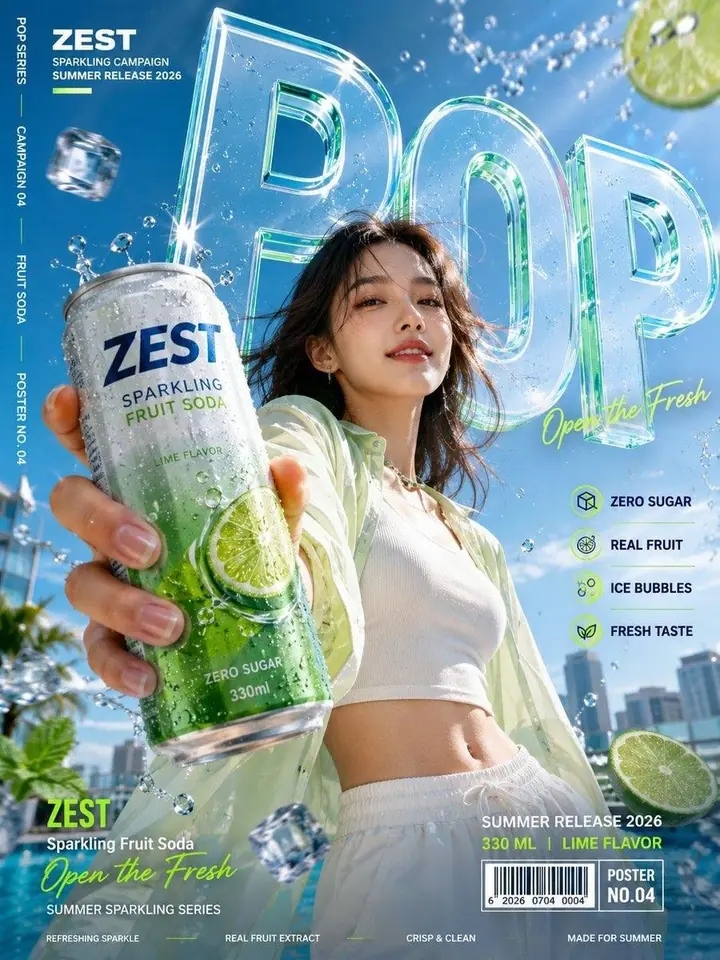 ZEST
SPARKLING CAMPAIGN
SUMMER RELEASE 2026
POP SERIES
CAMPAIGN 04
FRUIT SODA
POSTER NO. 04
POP
Open the Fresh
ZEST
SPARKLING
FRUIT SODA
LIME FLAVOR
ZERO SUGAR
330ml
ZERO SUGAR
REAL FRUIT
ICE BUBBLES
FRESH TASTE
ZEST
Sparkling Fruit Soda
Open the Fresh
SUMMER SPARKLING SERIES
SUMMER RELEASE 2026
330 ML | LIME FLAVOR
6 2026 0704 0004
POSTER
NO.04
REFRESHING SPARKLE
REAL FRUIT EXTRACT
CRISP & CLEAN
MADE FOR SUMMER